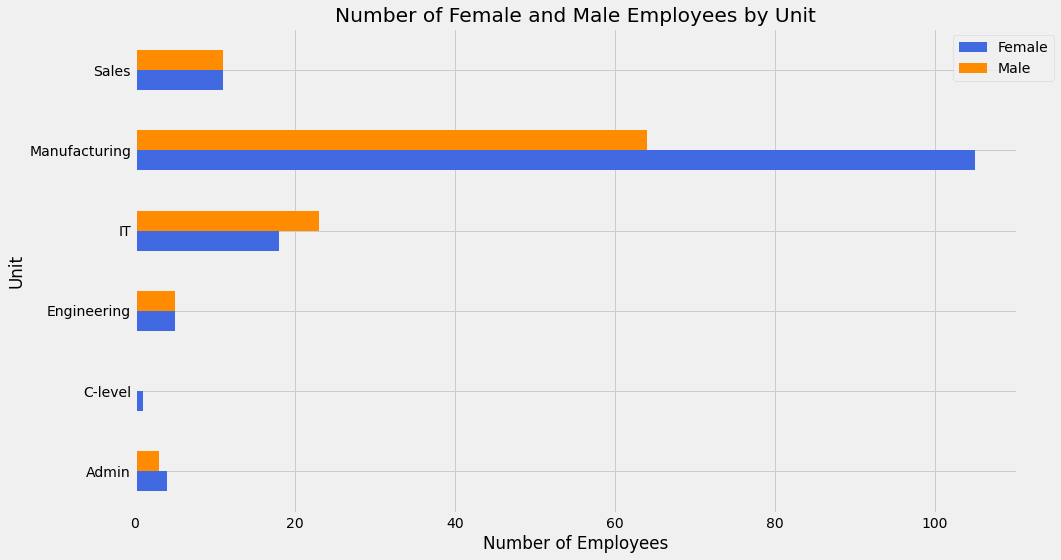 Number of Female and Male Employees by Unit
Female
Male
Sales
Manufacturing
IT
Engineering
C-level
Admin
Unit
0 20 40 60 80 100
Number of Employees